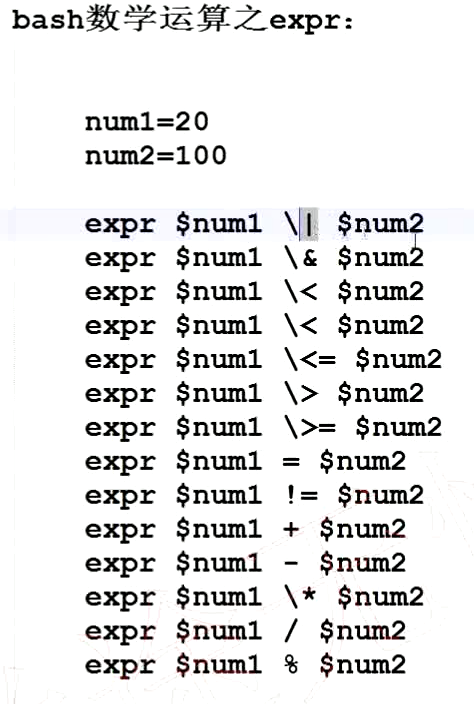 bash数学运算之expr:
num1=20
num2=100
expr $num1 \| $num2
expr $num1 \& $num2
expr $num1 \< $num2
expr $num1 \< $num2
expr $num1 \<= $num2
expr $num1 \> $num2
expr $num1 \>= $num2
expr $num1 = $num2
expr $num1 != $num2
expr $num1 + $num2
expr $num1 - $num2
expr $num1 \* $num2
expr $num1 / $num2
expr $num1 % $num2